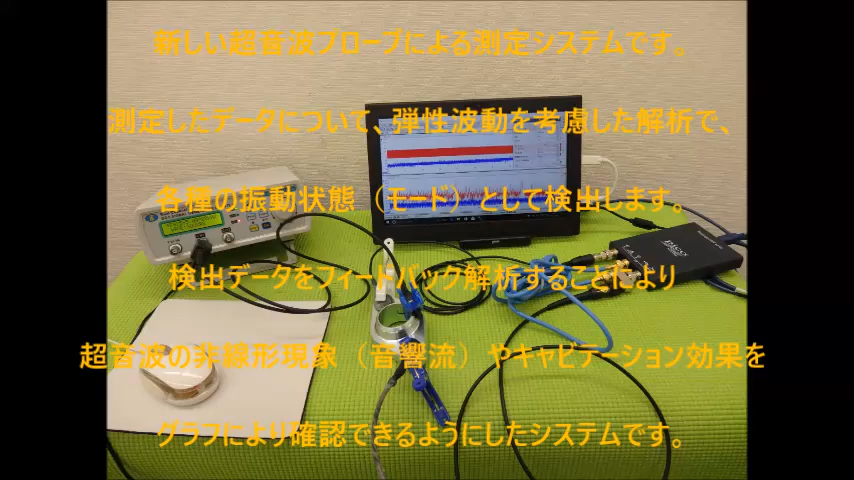 新しい超音波プローブによる測定システムです。
測定したデータについて、弾性波動を考慮した解析で、
各種の振動状態（モード）として検出します。
検出データをフィードバック解析することにより
超音波の非線形現象（音響流）やキャビテーション効果を
グラフにより確認できるようにしたシステムです。